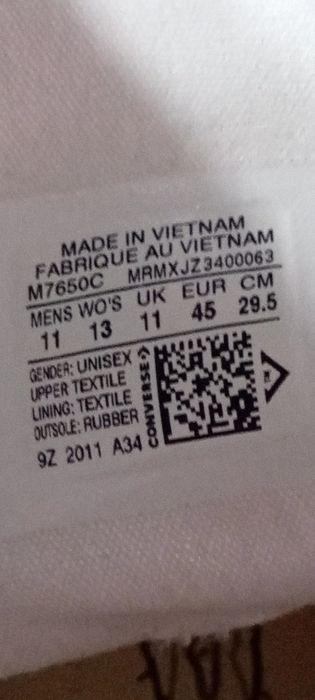 MADE IN VIETNAM
FABRIQUE AU VIETNAM
M7650C MRMXJZ3400063
MENS WO'S UK EUR CM
11 13 11 45 29.5
GENDER: UNISEX
UPPER TEXTILE
LINING: TEXTILE
OUTSOLE: RUBBER
9Z 2011 A34
CONVERSE